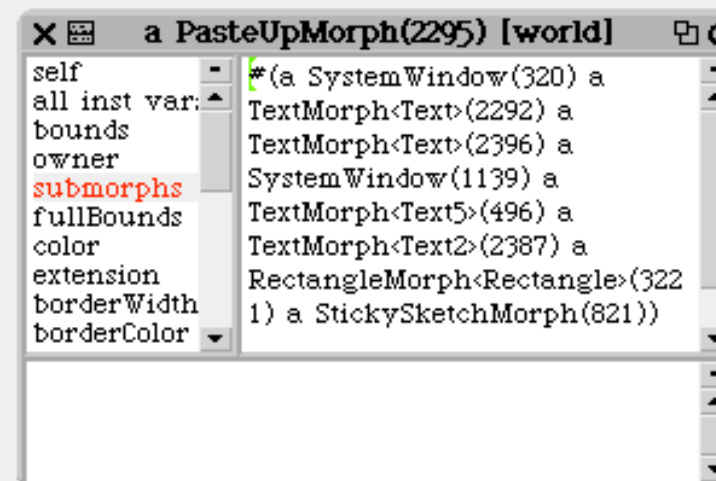 a PasteUpMorph(2295) [world]
self
all inst var
bounds
owner
submorphs
fullBounds
color
extension
borderWidth
borderColor
#(a SystemWindow(320) a
TextMorph<Text>(2292) a
TextMorph<Text>(2396) a
SystemWindow(1139) a
TextMorph<Text5>(496) a
TextMorph<Text2>(2387) a
RectangleMorph<Rectangle>(322
1) a StickySketchMorph(821))